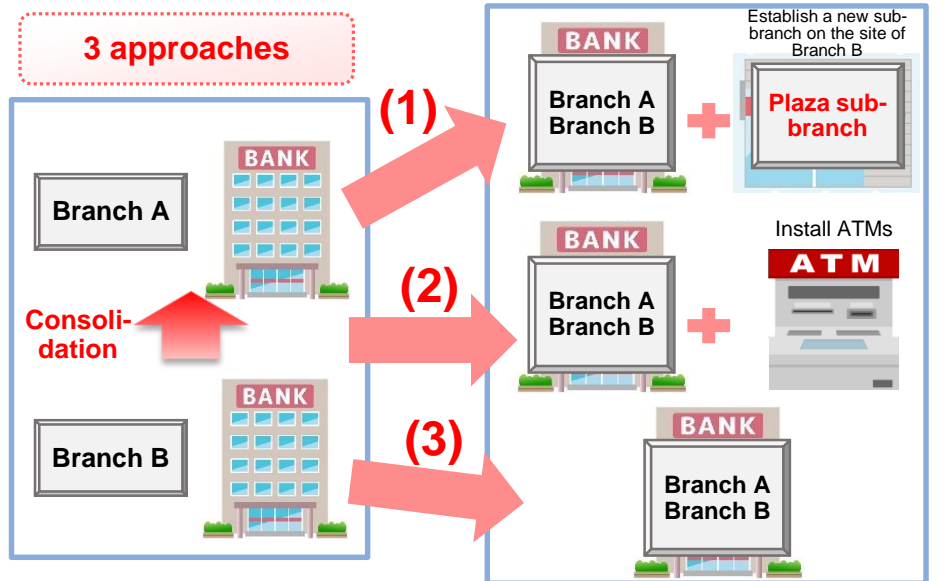 3 approaches
BANK
Branch A
Consoli-
dation
BANK
Branch B
(1)
BANK
Branch A
Branch B
Establish a new sub-
branch on the site of
Branch B
Plaza sub-
branch
(2)
BANK
Branch A
Branch B
Install ATMs
ATM
(3)
BANK
Branch A
Branch B